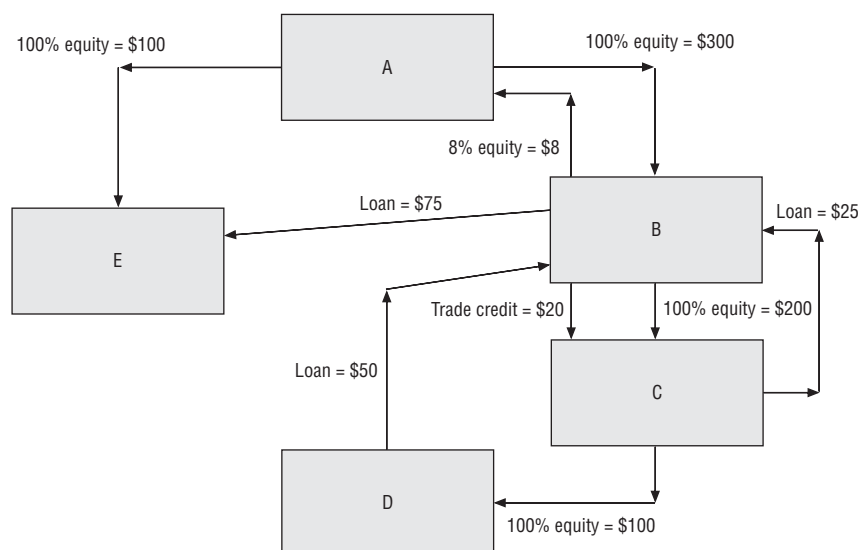 100% equity = $100
A
100% equity = $300
8% equity = $8
Loan = $75
B
Loan = $25
E
Trade credit = $20
100% equity = $200
Loan = $50
C
D
100% equity = $100